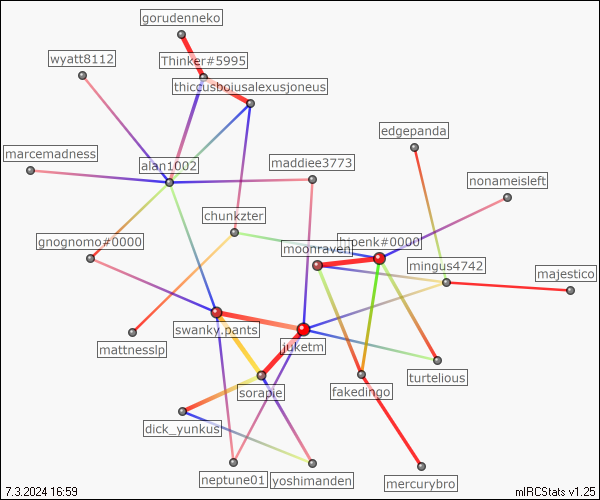 gorudenneko
wyatt8112
Thinker#5995
thiccusboiusalexusjoneus
edgepanda
marcemadness
alan1002
maddiee3773
nonameisleft
chunkzter
gnognomo#0000
moonraven
hipenk#0000
mingus4742
majestico
swanky.pants
juketm
mattnesslp
turtelious
sorapie
fakedingo
dick_yunkus
neptune01
yoshimanden
mercurybro
7.3.2024 16:59
mIRCStats v1.25